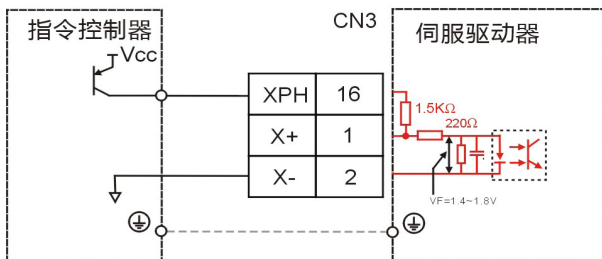 指令控制器
CN3
伺服驱动器
Vcc
XPH 16
1.5KΩ
X+ 1
220Ω
X- 2
VF=1.4~1.8V